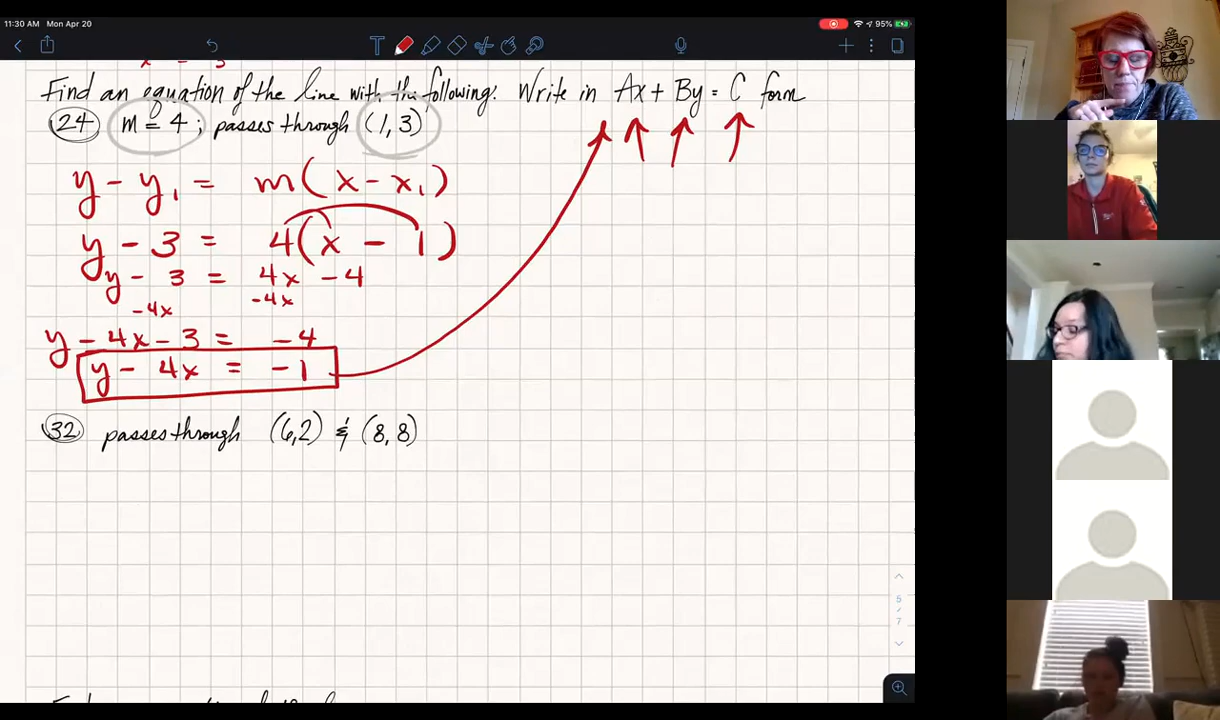 11:30 AM Mon Apr 20
95%
Find an equation of the line with the following: Write in Ax + By = C form
24 m = 4 ; passes through (1, 3)
y - y₁ = m(x - x₁)
y - 3 = 4(x - 1)
y - 3 = 4x - 4
-4x -4x
y - 4x - 3 = -4
y - 4x = -1
32 passes through (6,2) & (8, 8)
5
/
7